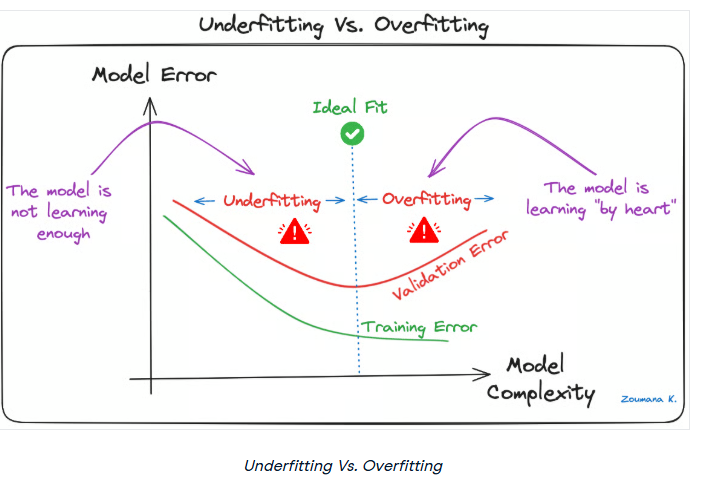 Underfitting Vs. Overfitting
Model Error
Ideal Fit
The model is
not learning
enough
Underfitting
Overfitting
The model is
learning "by heart"
Validation Error
Training Error
Model
Complexity
Zoumana K.
Underfitting Vs. Overfitting